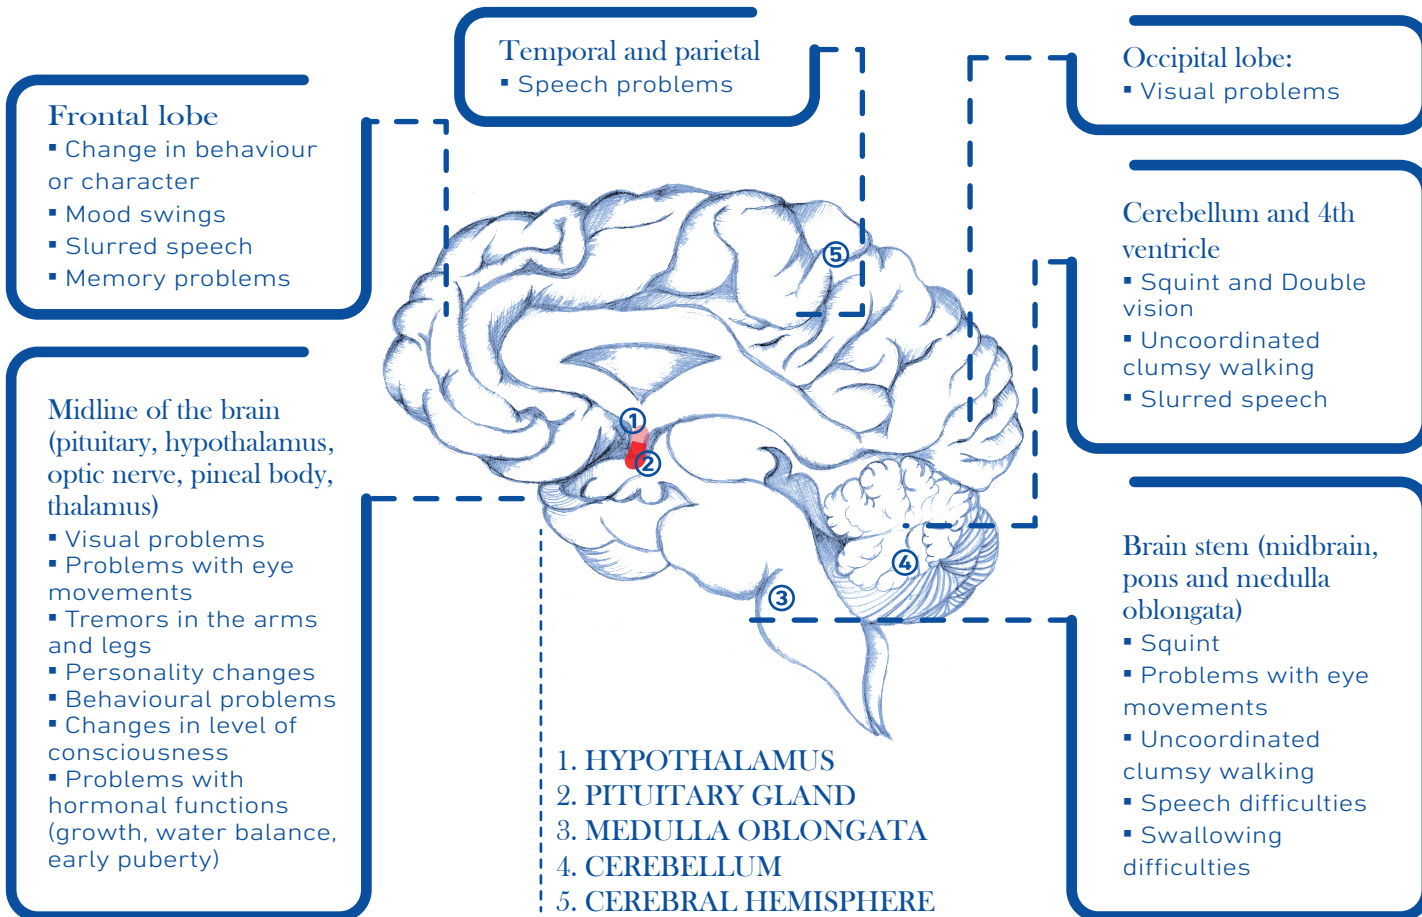 Temporal and parietal
▪ Speech problems
Occipital lobe:
▪ Visual problems
Frontal lobe
▪ Change in behaviour
or character
▪ Mood swings
▪ Slurred speech
▪ Memory problems
Cerebellum and 4th
ventricle
▪ Squint and Double
vision
▪ Uncoordinated
clumsy walking
▪ Slurred speech
Midline of the brain
(pituitary, hypothalamus,
optic nerve, pineal body,
thalamus)
▪ Visual problems
▪ Problems with eye
movements
▪ Tremors in the arms
and legs
▪ Personality changes
▪ Behavioural problems
▪ Changes in level of
consciousness
▪ Problems with
hormonal functions
(growth, water balance,
early puberty)
5
1
2
4
3
Brain stem (midbrain,
pons and medulla
oblongata)
▪ Squint
▪ Problems with eye
movements
▪ Uncoordinated
clumsy walking
▪ Speech difficulties
▪ Swallowing
difficulties
1. HYPOTHALAMUS
2. PITUITARY GLAND
3. MEDULLA OBLONGATA
4. CEREBELLUM
5. CEREBRAL HEMISPHERE